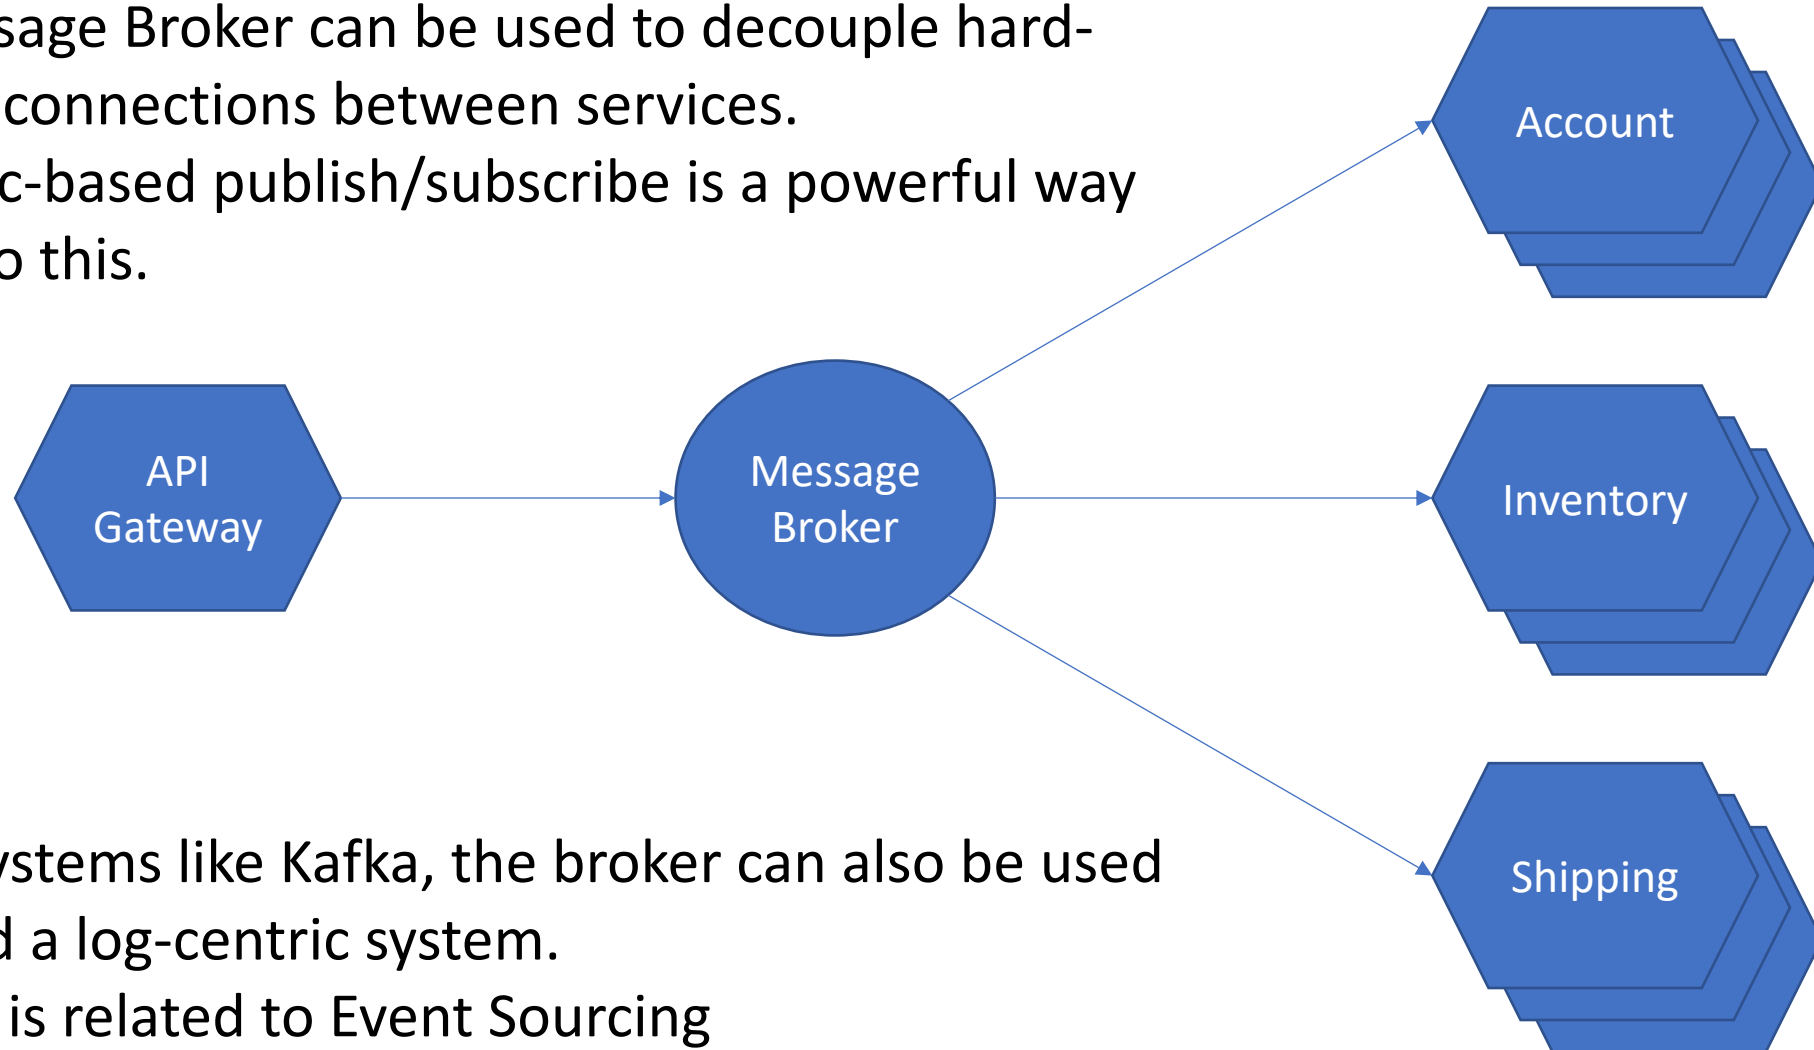 sage Broker can be used to decouple hard-
connections between services.
c-based publish/subscribe is a powerful way
o this.
Account
API
Gateway
Message
Broker
Inventory
Shipping
ystems like Kafka, the broker can also be used
d a log-centric system.
is related to Event Sourcing